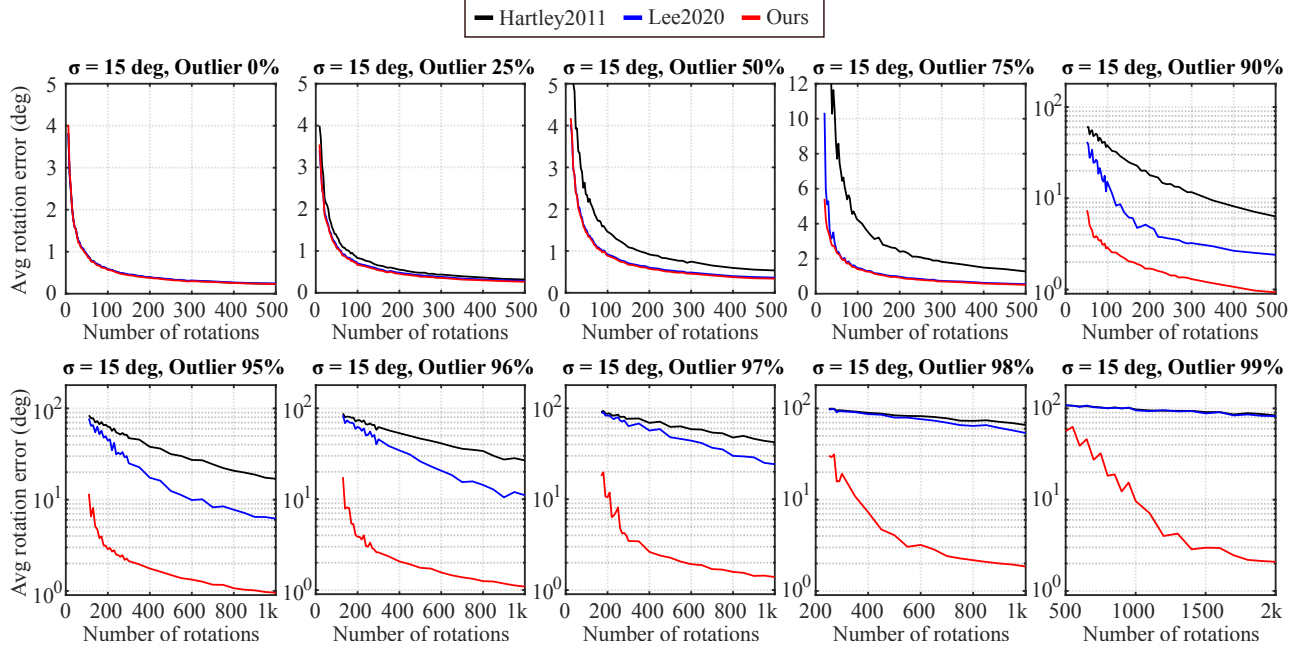 Hartley2011 Lee2020 Ours
σ = 15 deg, Outlier 0% σ = 15 deg, Outlier 25% σ = 15 deg, Outlier 50% σ = 15 deg, Outlier 75% σ = 15 deg, Outlier 90%
Avg rotation error (deg)
5 5 5 12 10²
4 4 4 10
3 3 3 8 10¹
2 2 2 6
1 1 1 4
0 0 0 2
0 10⁰
0 100 200 300 400 500 0 100 200 300 400 500 0 100 200 300 400 500 0 100 200 300 400 500 0 100 200 300 400 500
Number of rotations Number of rotations Number of rotations Number of rotations Number of rotations
σ = 15 deg, Outlier 95% σ = 15 deg, Outlier 96% σ = 15 deg, Outlier 97% σ = 15 deg, Outlier 98% σ = 15 deg, Outlier 99%
Avg rotation error (deg)
10² 10² 10² 10² 10²
10¹ 10¹ 10¹ 10¹ 10¹
10⁰ 10⁰ 10⁰ 10⁰ 10⁰
0 200 400 600 800 1k 0 200 400 600 800 1k 0 200 400 600 800 1k 200 400 600 800 1k 500 1000 1500 2k
Number of rotations Number of rotations Number of rotations Number of rotations Number of rotations